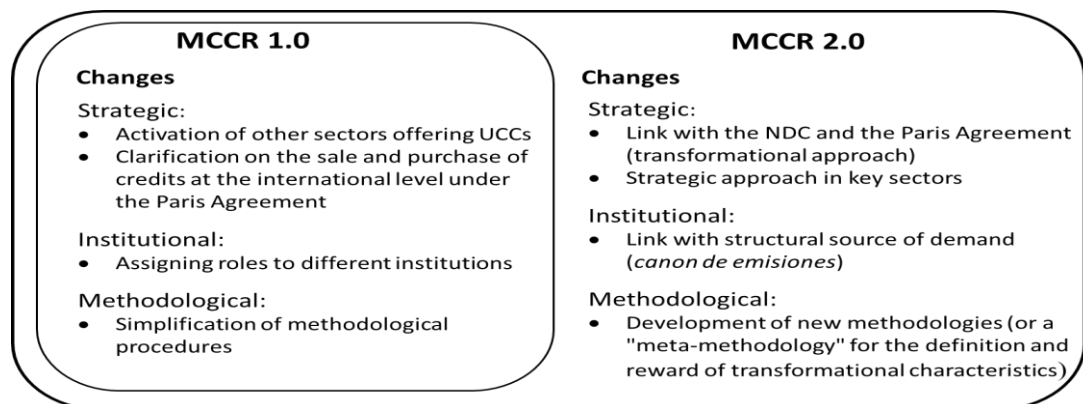 MCCR 1.0
Changes
Strategic:
• Activation of other sectors offering UCCs
• Clarification on the sale and purchase of
credits at the international level under
the Paris Agreement
Institutional:
• Assigning roles to different institutions
Methodological:
• Simplification of methodological
procedures
MCCR 2.0
Changes
Strategic:
• Link with the NDC and the Paris Agreement
(transformational approach)
• Strategic approach in key sectors
Institutional:
• Link with structural source of demand
(canon de emisiones)
Methodological:
• Development of new methodologies (or a
"meta-methodology" for the definition and
reward of transformational characteristics)